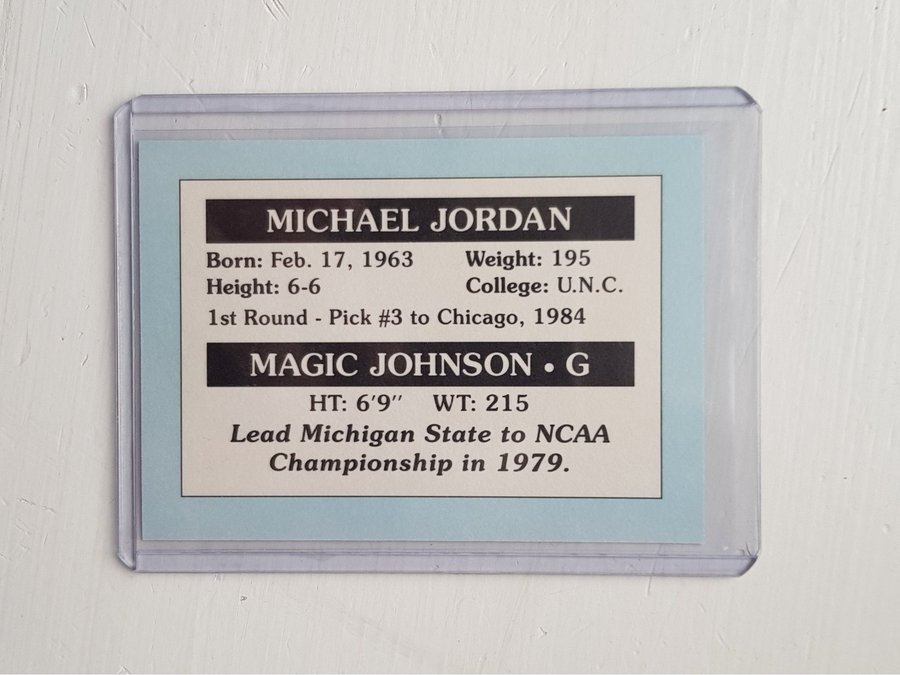 MICHAEL JORDAN
Born: Feb. 17, 1963 Weight: 195
Height: 6-6 College: U.N.C.
1st Round - Pick #3 to Chicago, 1984
MAGIC JOHNSON • G
HT: 6'9" WT: 215
Lead Michigan State to NCAA
Championship in 1979.